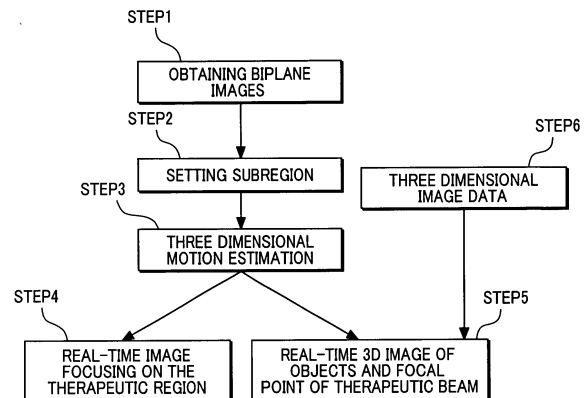 STEP1
OBTAINING BIPLANE
IMAGES
STEP2
SETTING SUBREGION
STEP6
THREE DIMENSIONAL
IMAGE DATA
STEP3
THREE DIMENSIONAL
MOTION ESTIMATION
STEP4
REAL-TIME IMAGE
FOCUSING ON THE
THERAPEUTIC REGION
STEP5
REAL-TIME 3D IMAGE OF
OBJECTS AND FOCAL
POINT OF THERAPEUTIC BEAM